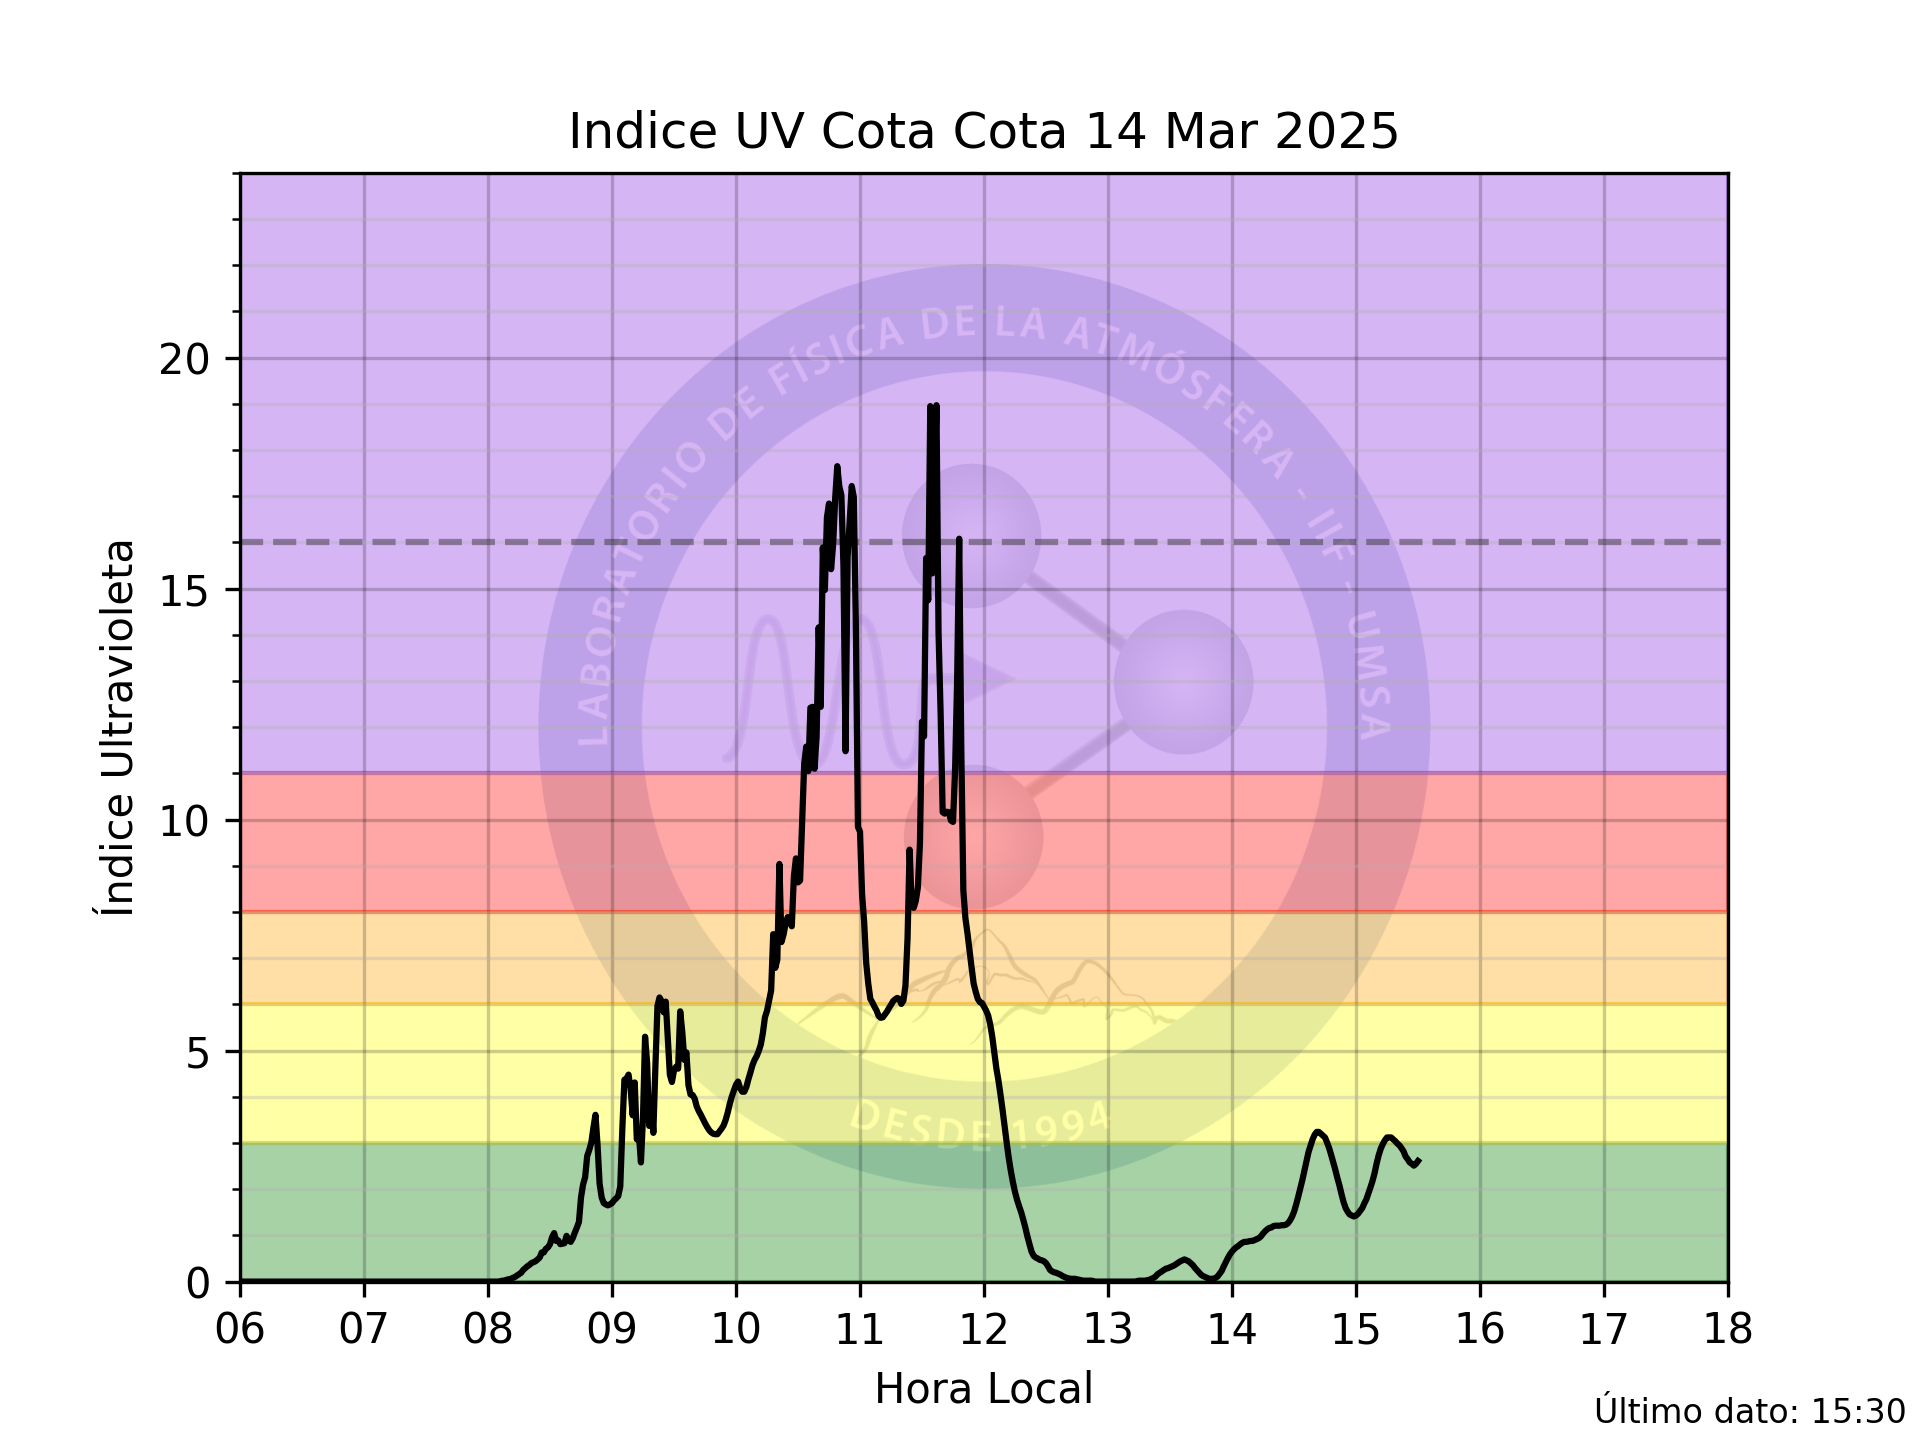 Indice UV Cota Cota 14 Mar 2025
LABORATORIO DE FÍSICA DE LA ATMÓSFERA - IIF - UMSA
DESDE 1994
Índice Ultravioleta
20
15
10
5
0
06 07 08 09 10 11 12 13 14 15 16 17 18
Hora Local
Último dato: 15:30